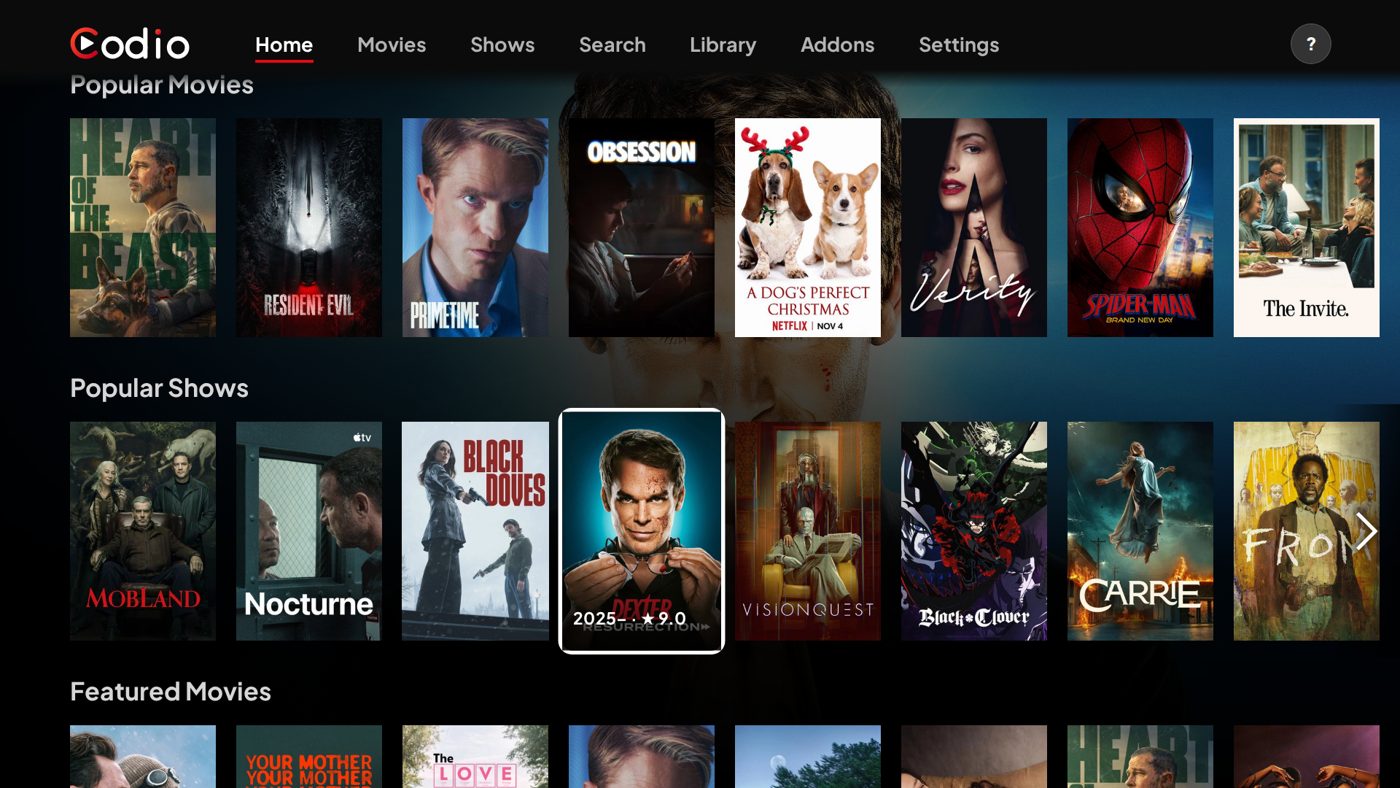 Codio
Home Movies Shows Search Library Addons Settings ?
Popular Movies
HEART
OF
THE
BEAST
RESIDENT EVIL
PRIMETIME
OBSESSION
A DOG'S PERFECT
CHRISTMAS
NETFLIX | NOV 4
Verity
SPIDER-MAN
BRAND NEW DAY
The Invite.
Popular Shows
MOBLAND
tv
Nocturne
BLACK
DOVES
DEXTER
2025– · ★ 9.0
RESURRECTION
VISIONQUEST
Black Clover
CARRIE
FROM
Featured Movies
YOUR MOTHER
YOUR MOTHER
The
LOVE
HEART